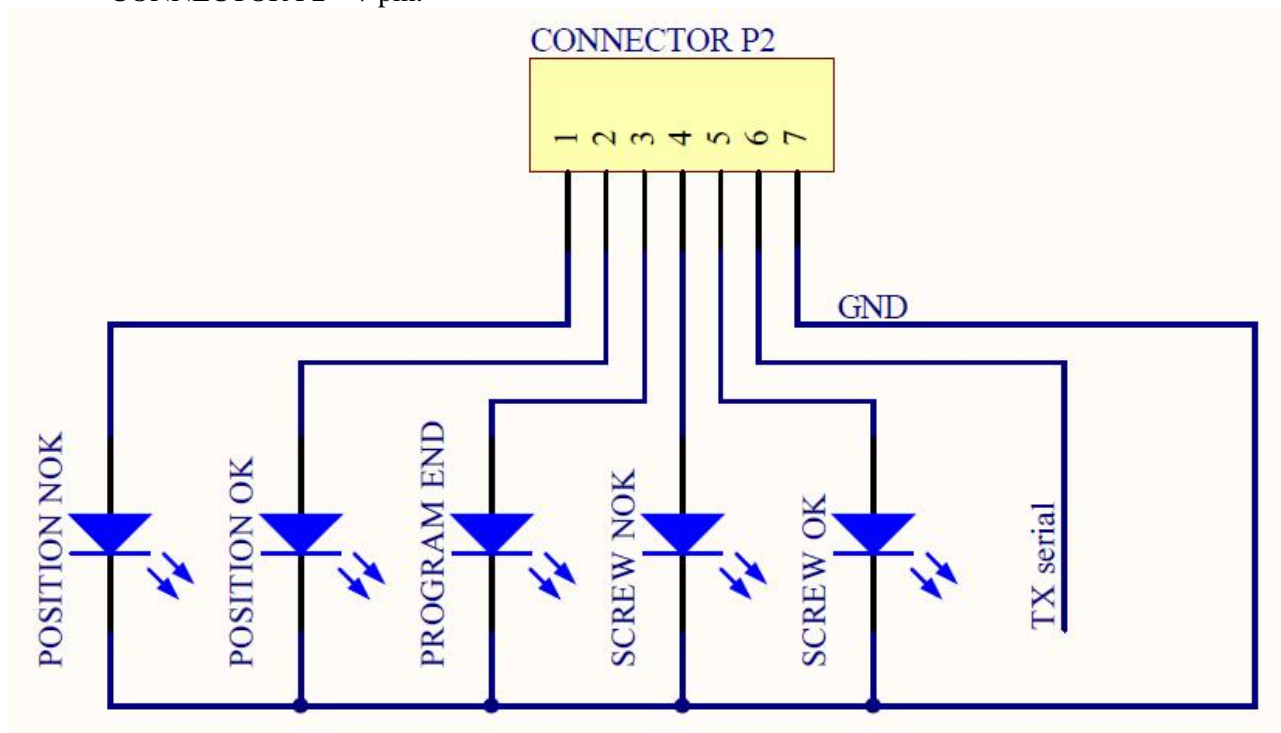 CONNECTOR P2
1 2 3 4 5 6 7
GND
POSITION NOK
POSITION OK
PROGRAM END
SCREW NOK
SCREW OK
TX serial